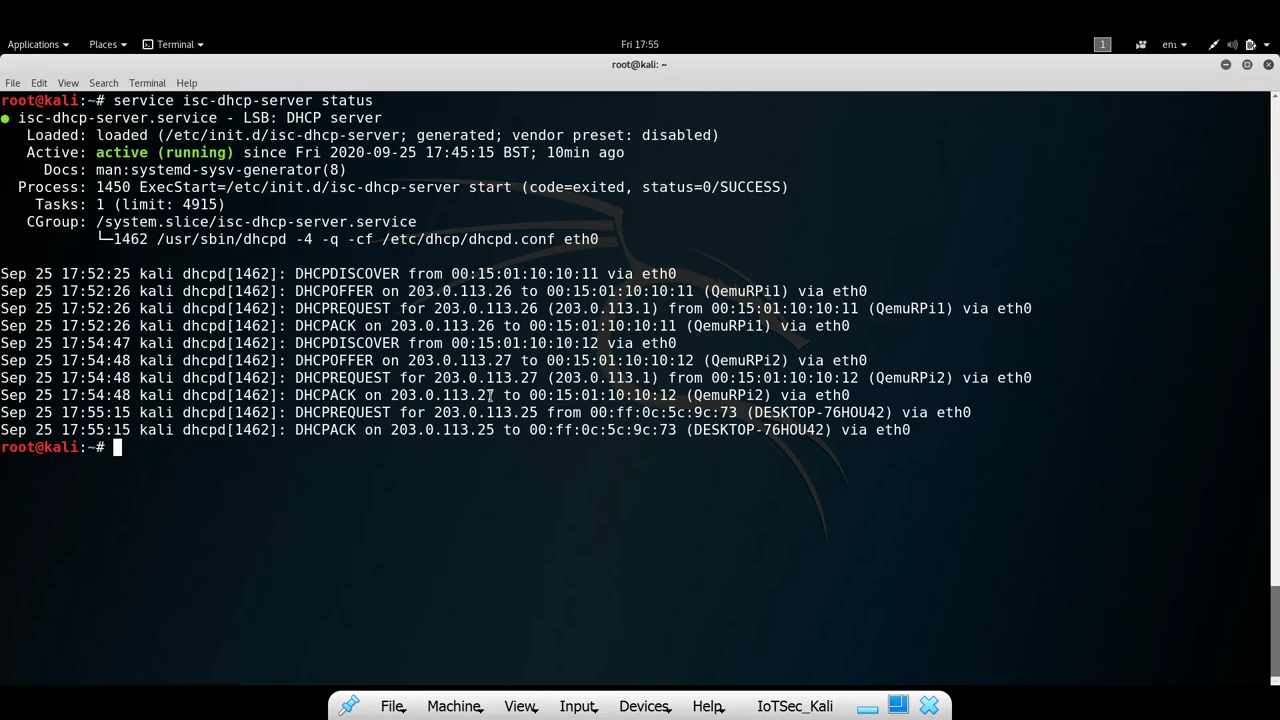 Applications Places Terminal Fri 17:55 1 en₁
root@kali: ~
File Edit View Search Terminal Help
root@kali:~# service isc-dhcp-server status
● isc-dhcp-server.service - LSB: DHCP server
Loaded: loaded (/etc/init.d/isc-dhcp-server; generated; vendor preset: disabled)
Active: active (running) since Fri 2020-09-25 17:45:15 BST; 10min ago
Docs: man:systemd-sysv-generator(8)
Process: 1450 ExecStart=/etc/init.d/isc-dhcp-server start (code=exited, status=0/SUCCESS)
Tasks: 1 (limit: 4915)
CGroup: /system.slice/isc-dhcp-server.service
└─1462 /usr/sbin/dhcpd -4 -q -cf /etc/dhcp/dhcpd.conf eth0
Sep 25 17:52:25 kali dhcpd[1462]: DHCPDISCOVER from 00:15:01:10:10:11 via eth0
Sep 25 17:52:26 kali dhcpd[1462]: DHCPOFFER on 203.0.113.26 to 00:15:01:10:10:11 (QemuRPi1) via eth0
Sep 25 17:52:26 kali dhcpd[1462]: DHCPREQUEST for 203.0.113.26 (203.0.113.1) from 00:15:01:10:10:11 (QemuRPi1) via eth0
Sep 25 17:52:26 kali dhcpd[1462]: DHCPACK on 203.0.113.26 to 00:15:01:10:10:11 (QemuRPi1) via eth0
Sep 25 17:54:47 kali dhcpd[1462]: DHCPDISCOVER from 00:15:01:10:10:12 via eth0
Sep 25 17:54:48 kali dhcpd[1462]: DHCPOFFER on 203.0.113.27 to 00:15:01:10:10:12 (QemuRPi2) via eth0
Sep 25 17:54:48 kali dhcpd[1462]: DHCPREQUEST for 203.0.113.27 (203.0.113.1) from 00:15:01:10:10:12 (QemuRPi2) via eth0
Sep 25 17:54:48 kali dhcpd[1462]: DHCPACK on 203.0.113.27 to 00:15:01:10:10:12 (QemuRPi2) via eth0
Sep 25 17:55:15 kali dhcpd[1462]: DHCPREQUEST for 203.0.113.25 from 00:ff:0c:5c:9c:73 (DESKTOP-76HOU42) via eth0
Sep 25 17:55:15 kali dhcpd[1462]: DHCPACK on 203.0.113.25 to 00:ff:0c:5c:9c:73 (DESKTOP-76HOU42) via eth0
root@kali:~#
File Machine View Input Devices Help IoTSec_Kali